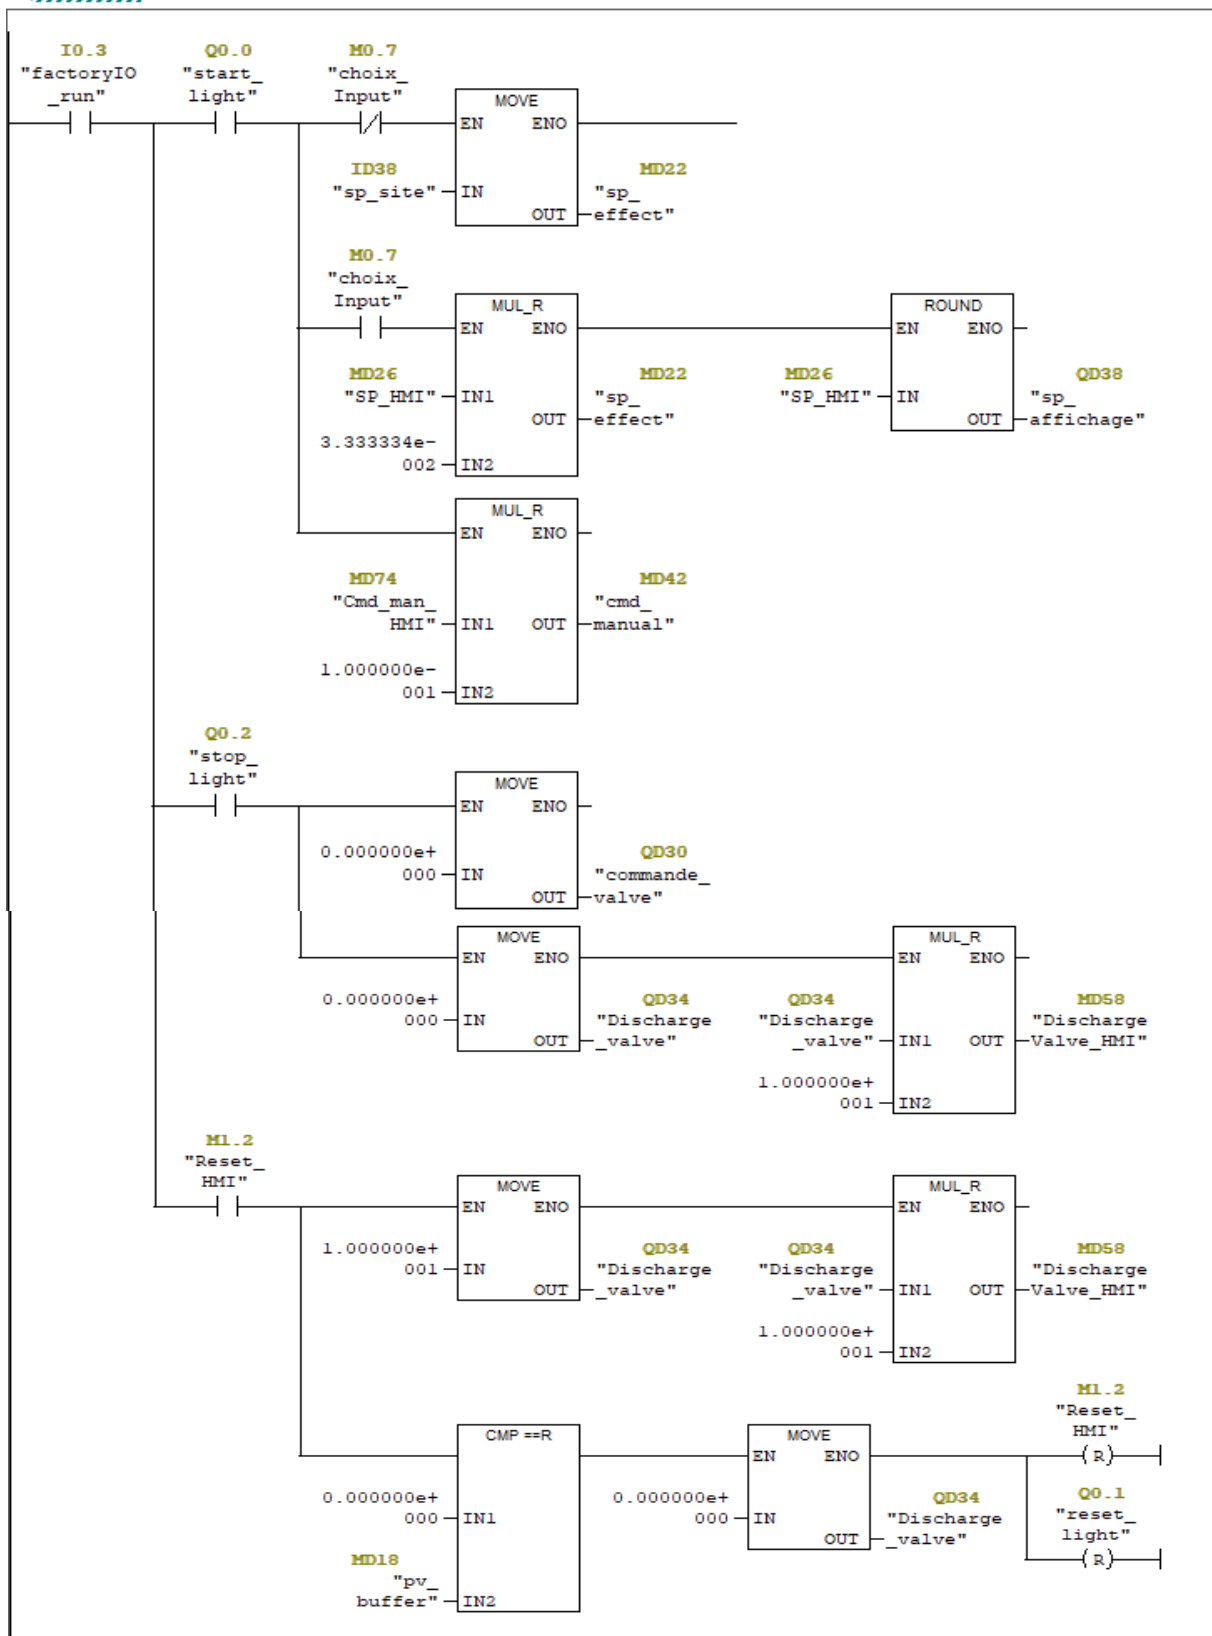 I0.3 Q0.0 M0.7
"factoryIO "start_ "choix_
_run" light" Input" MOVE
EN ENO
ID38 MD22
"sp_site" IN "sp_
OUT effect"
M0.7
"choix_
Input" MUL_R ROUND
EN ENO EN ENO
MD26 MD22 MD26 QD38
"SP_HMI" IN1 "sp_ "SP_HMI" IN "sp_
OUT effect" OUT affichage"
3.333334e-
002 IN2
MUL_R
EN ENO
MD74 MD42
"Cmd_man_ "cmd_
HMI" IN1 OUT manual"
1.000000e-
001 IN2
Q0.2
"stop_
light" MOVE
EN ENO
0.000000e+ QD30
000 IN "commande_
OUT valve"
MOVE MUL_R
EN ENO EN ENO
0.000000e+ QD34 QD34 MD58
000 IN "Discharge "Discharge "Discharge
OUT _valve" _valve" IN1 OUT Valve_HMI"
1.000000e+
001 IN2
M1.2
"Reset_
HMI" MOVE MUL_R
EN ENO EN ENO
1.000000e+ QD34 QD34 MD58
001 IN "Discharge "Discharge "Discharge
OUT _valve" _valve" IN1 OUT Valve_HMI"
1.000000e+
001 IN2
M1.2
"Reset_
CMP ==R MOVE HMI"
EN ENO (R)
0.000000e+ 0.000000e+ QD34 Q0.1
000 IN1 000 IN "Discharge "reset_
OUT _valve" light"
MD18 (R)
"pv_
buffer" IN2